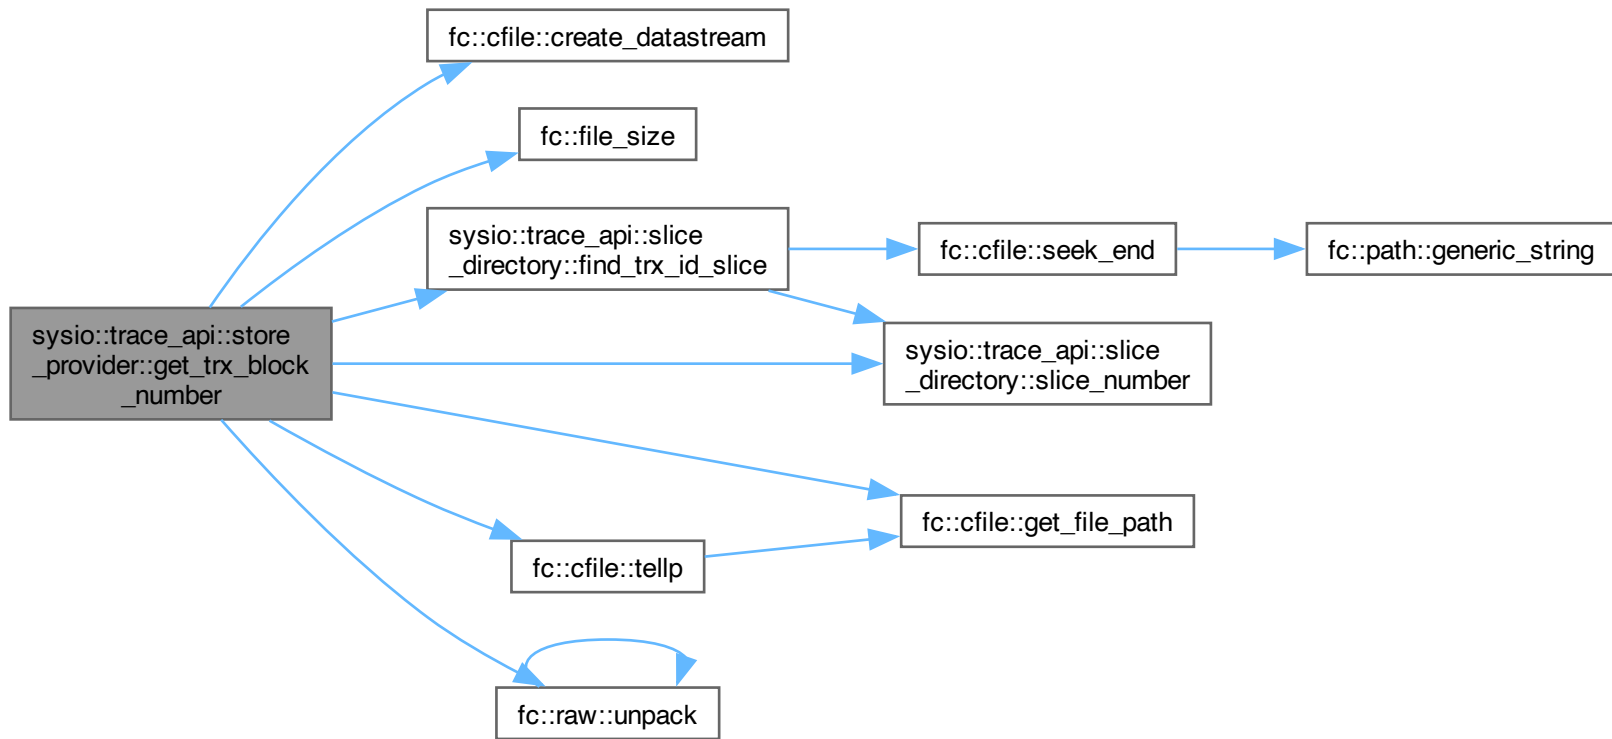 fc::cfile::create_datastream
fc::file_size
sysio::trace_api::slice
_directory::find_trx_id_slice
fc::cfile::seek_end
fc::path::generic_string
sysio::trace_api::store
_provider::get_trx_block
_number
sysio::trace_api::slice
_directory::slice_number
fc::cfile::get_file_path
fc::cfile::tellp
fc::raw::unpack